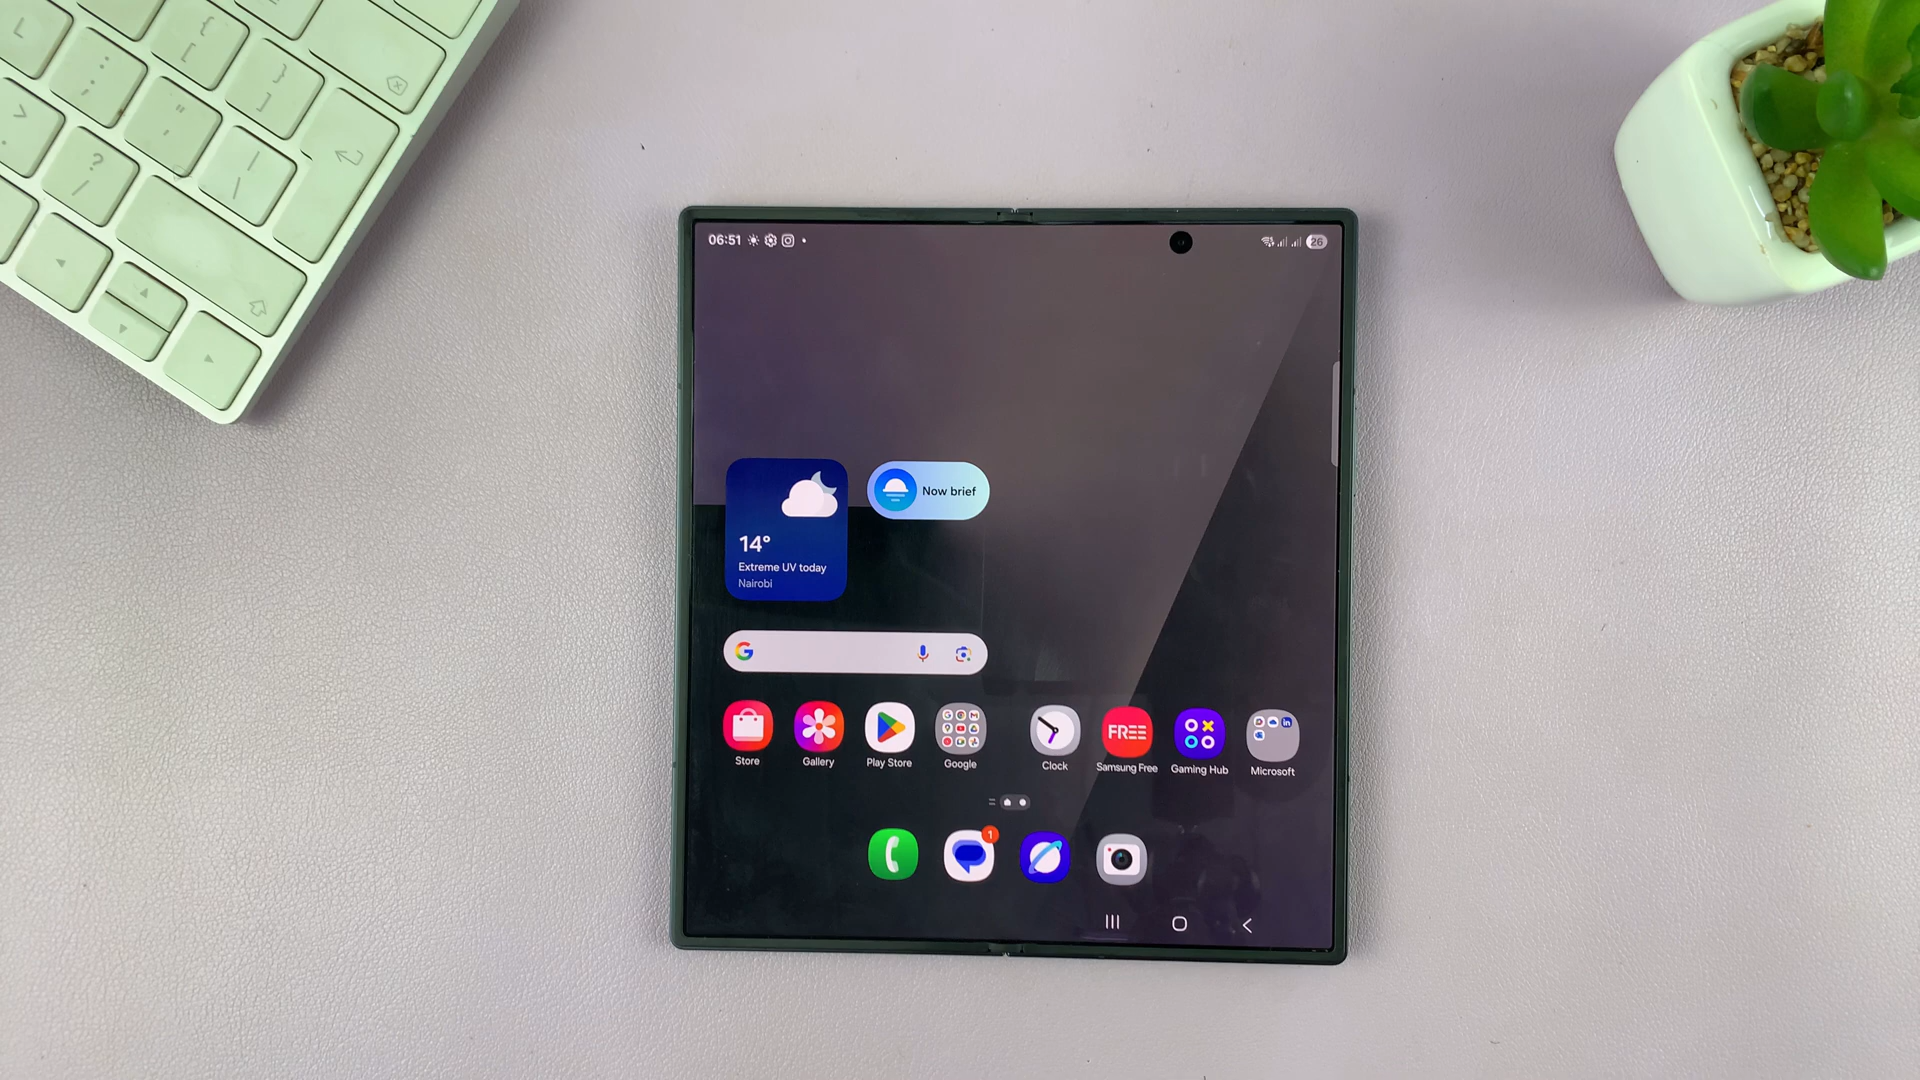 L
{
[
:
;
}
]
"
'
>
.
?
/
|
\
06:51
26
Now brief
14°
Extreme UV today
Nairobi
G
FREE
Store
Gallery
Play Store
Google
Clock
Samsung Free
Gaming Hub
Microsoft
1